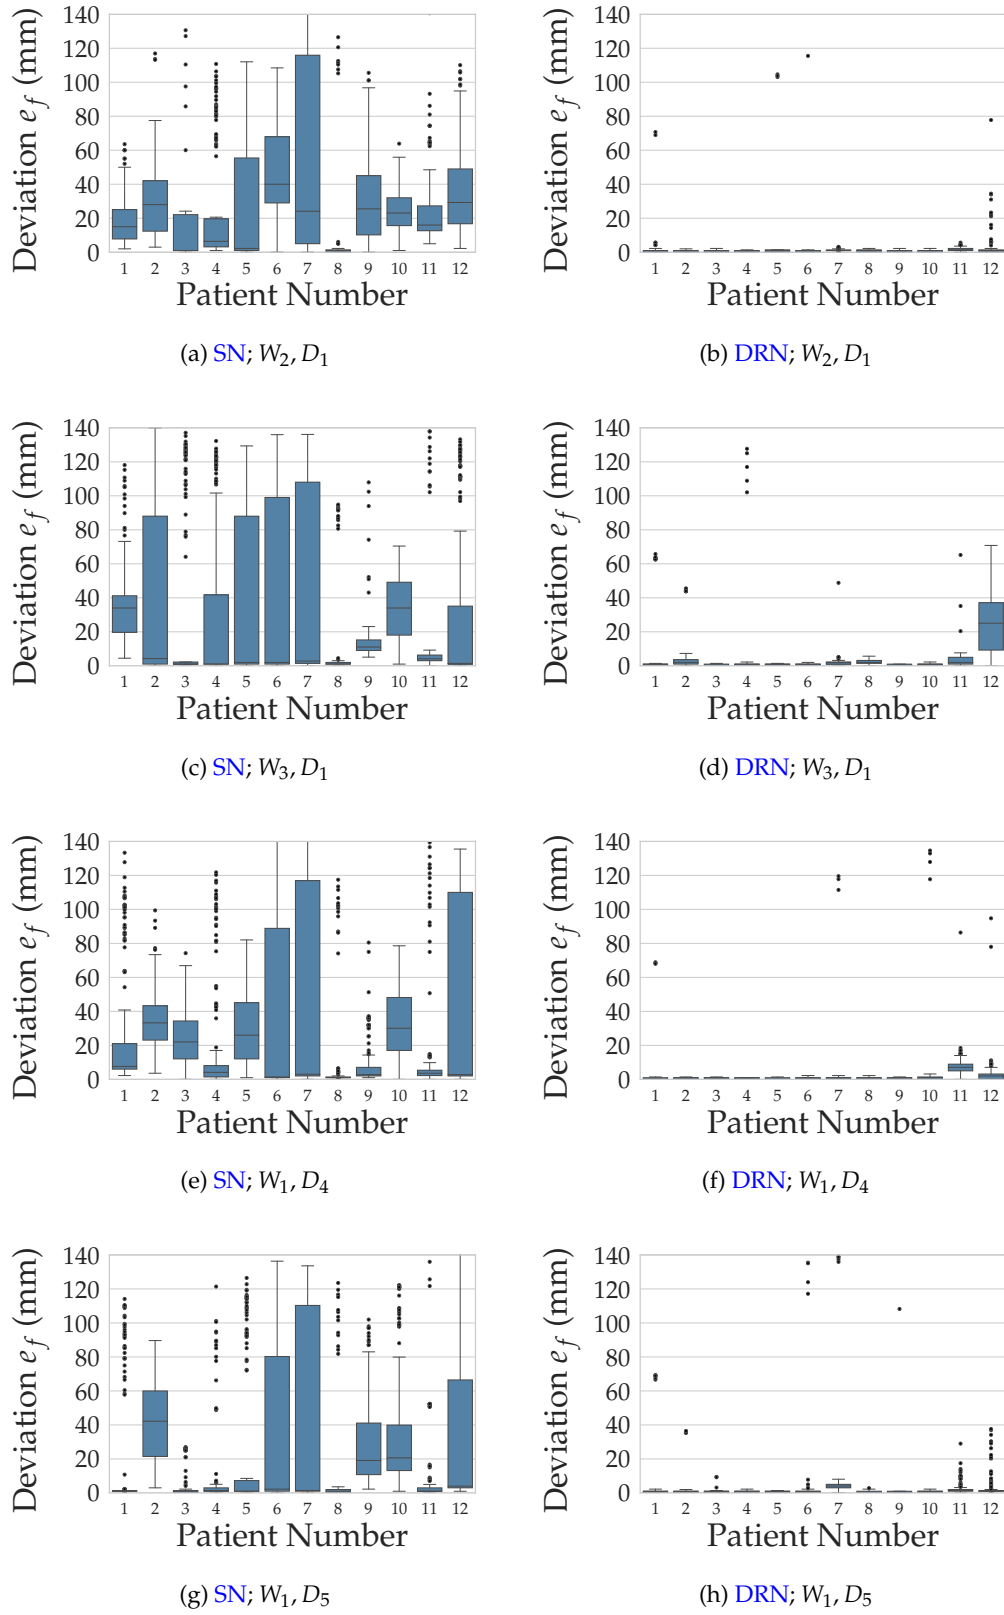 140
120
100
80
60
40
20
0
Deviation e_f (mm)
1 2 3 4 5 6 7 8 9 10 11 12
Patient Number
(a) SN; W_2, D_1
140
120
100
80
60
40
20
0
Deviation e_f (mm)
1 2 3 4 5 6 7 8 9 10 11 12
Patient Number
(b) DRN; W_2, D_1
140
120
100
80
60
40
20
0
Deviation e_f (mm)
1 2 3 4 5 6 7 8 9 10 11 12
Patient Number
(c) SN; W_3, D_1
140
120
100
80
60
40
20
0
Deviation e_f (mm)
1 2 3 4 5 6 7 8 9 10 11 12
Patient Number
(d) DRN; W_3, D_1
140
120
100
80
60
40
20
0
Deviation e_f (mm)
1 2 3 4 5 6 7 8 9 10 11 12
Patient Number
(e) SN; W_1, D_4
140
120
100
80
60
40
20
0
Deviation e_f (mm)
1 2 3 4 5 6 7 8 9 10 11 12
Patient Number
(f) DRN; W_1, D_4
140
120
100
80
60
40
20
0
Deviation e_f (mm)
1 2 3 4 5 6 7 8 9 10 11 12
Patient Number
(g) SN; W_1, D_5
140
120
100
80
60
40
20
0
Deviation e_f (mm)
1 2 3 4 5 6 7 8 9 10 11 12
Patient Number
(h) DRN; W_1, D_5